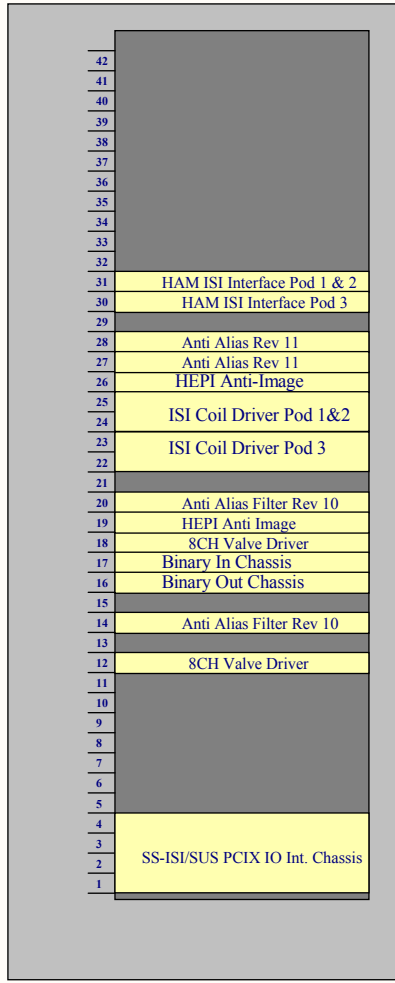 42
41
40
39
38
37
36
35
34
33
32
31 HAM ISI Interface Pod 1 & 2
30 HAM ISI Interface Pod 3
29
28 Anti Alias Rev 11
27 Anti Alias Rev 11
26 HEPI Anti-Image
25
ISI Coil Driver Pod 1&2
24
23
ISI Coil Driver Pod 3
22
21
20 Anti Alias Filter Rev 10
19 HEPI Anti Image
18 8CH Valve Driver
17 Binary In Chassis
16 Binary Out Chassis
15
14 Anti Alias Filter Rev 10
13
12 8CH Valve Driver
11
10
9
8
7
6
5
4
3
2 SS-ISI/SUS PCIX IO Int. Chassis
1